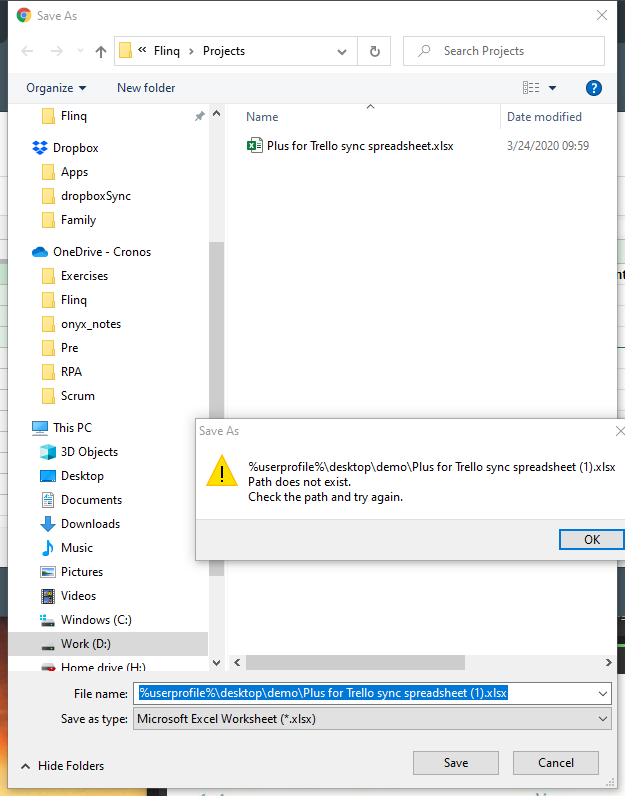 Save As
« Flinq › Projects
Search Projects
Organize
New folder
?
Flinq
Dropbox
Apps
dropboxSync
Family
OneDrive - Cronos
Exercises
Flinq
onyx_notes
Pre
RPA
Scrum
This PC
3D Objects
Desktop
Documents
Downloads
Music
Pictures
Videos
Windows (C:)
Work (D:)
Home drive (H:)
Name
Date modified
Plus for Trello sync spreadsheet.xlsx
3/24/2020 09:59
Save As
%userprofile%\desktop\demo\Plus for Trello sync spreadsheet (1).xlsx
Path does not exist.
Check the path and try again.
OK
File name:
%userprofile%\desktop\demo\Plus for Trello sync spreadsheet (1).xlsx
Save as type:
Microsoft Excel Worksheet (*.xlsx)
Hide Folders
Save
Cancel